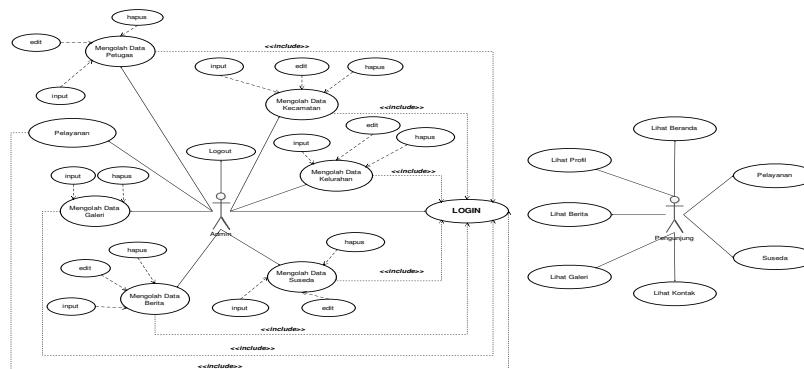 hapus
edit
Mengolah Data
Petugas
input
<<include>>
input
edit
hapus
Mengolah Data
Kecamatan
<<include>>
Pelayanan
Logout
input
edit
hapus
Mengolah Data
Kelurahan
<<include>>
input
hapus
Mengolah Data
Galeri
Admin
LOGIN
hapus
edit
input
Mengolah Data
Berita
hapus
Mengolah Data
Suseda
input
edit
<<include>>
<<include>>
<<include>>
<<include>>
Lihat Beranda
Lihat Profil
Pelayanan
Lihat Berita
Pengunjung
Suseda
Lihat Galeri
Lihat Kontak